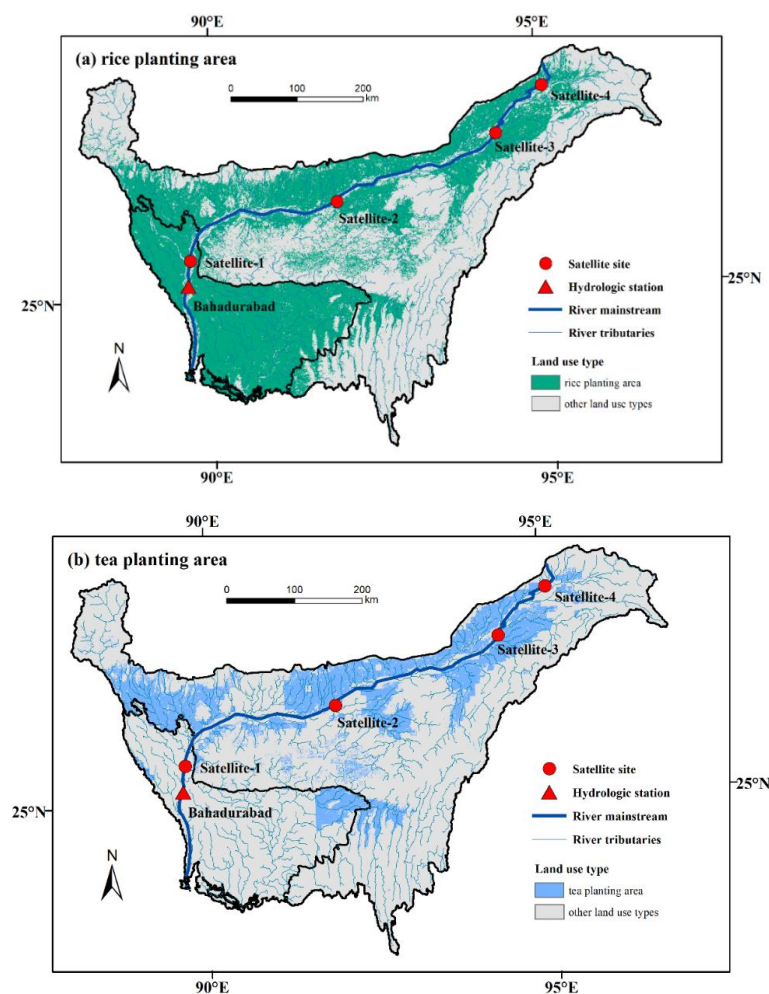 90°E
95°E
(a) rice planting area
0 100 200
km
Satellite-4
Satellite-3
Satellite-2
Satellite-1
Bahadurabad
25°N
25°N
N
Satellite site
Hydrologic station
River mainstream
River tributaries
Land use type
rice planting area
other land use types
90°E
95°E
90°E
95°E
(b) tea planting area
0 100 200
km
Satellite-4
Satellite-3
Satellite-2
Satellite-1
Bahadurabad
25°N
25°N
N
Satellite site
Hydrologic station
River mainstream
River tributaries
Land use type
tea planting area
other land use types
90°E
95°E